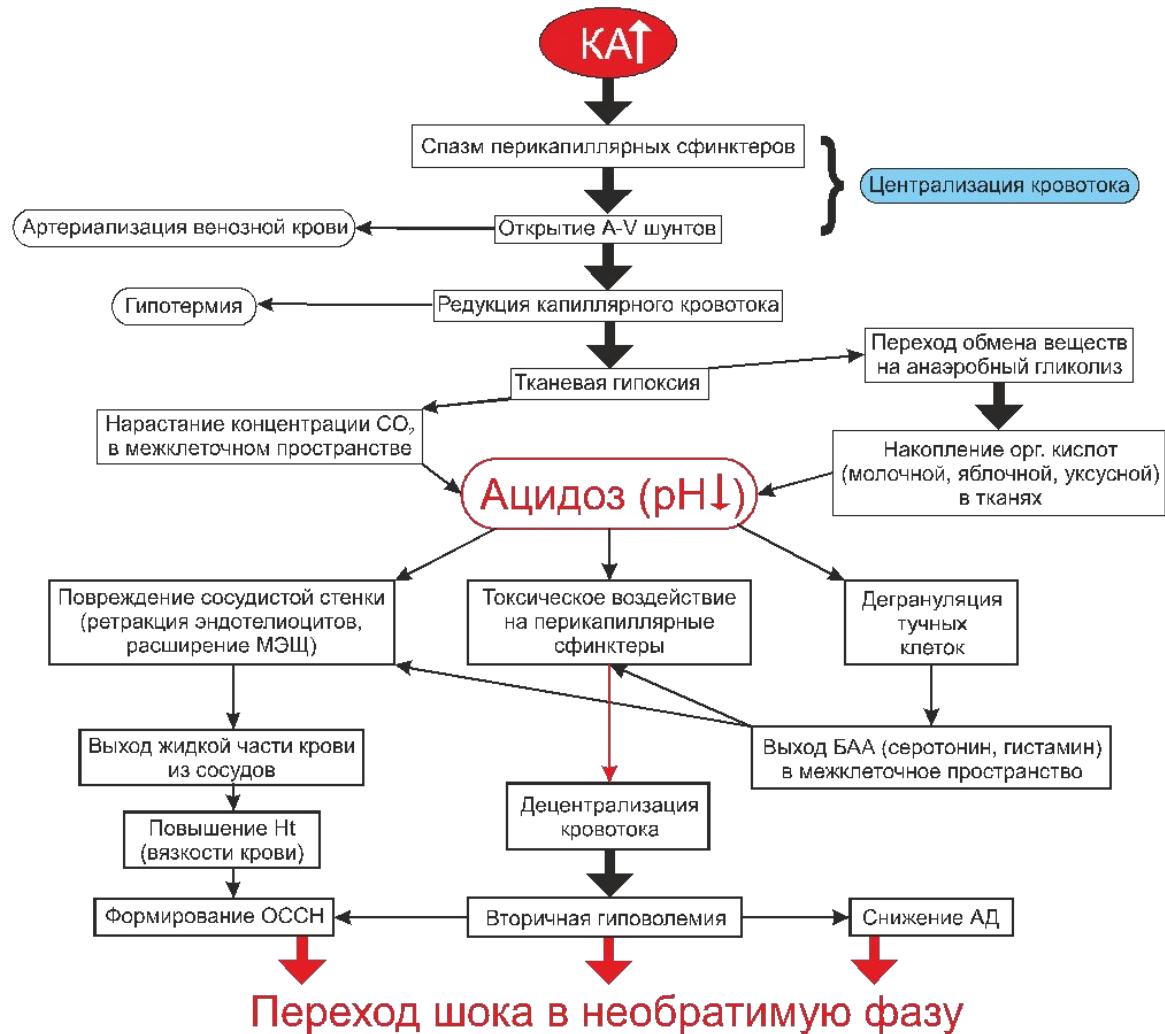 КА↑
Спазм перикапиллярных сфинктеров
Централизация кровотока
Артериализация венозной крови
Открытие A-V шунтов
Гипотермия
Редукция капиллярного кровотока
Переход обмена веществ
на анаэробный гликолиз
Тканевая гипоксия
Нарастание концентрации CO₂
в межклеточном пространстве
Накопление орг. кислот
(молочной, яблочной, уксусной)
в тканях
Ацидоз (pH↓)
Повреждение сосудистой стенки
(ретракция эндотелиоцитов,
расширение МЭЩ)
Токсическое воздействие
на перикапиллярные
сфинктеры
Дегрануляция
тучных
клеток
Выход жидкой части крови
из сосудов
Выход БАА (серотонин, гистамин)
в межклеточное пространство
Децентрализация
кровотока
Повышение Ht
(вязкости крови)
Формирование ОССН
Вторичная гиповолемия
Снижение АД
Переход шока в необратимую фазу